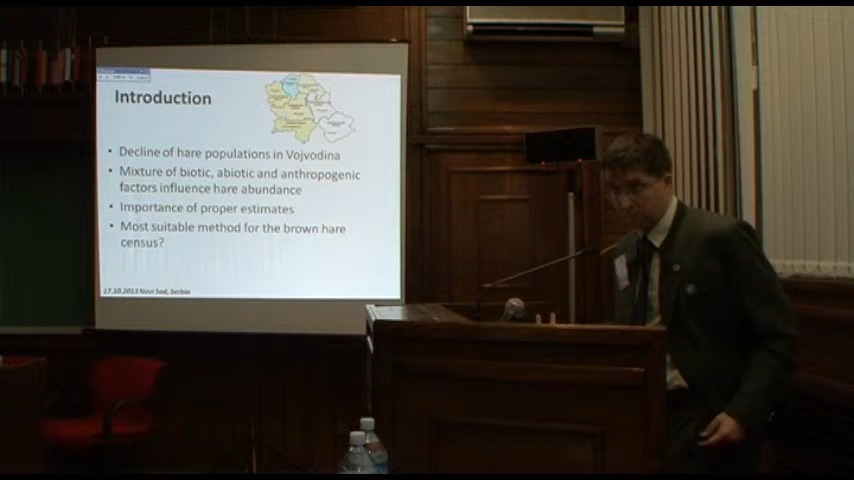 Introduction
• Decline of hare populations in Vojvodina
• Mixture of biotic, abiotic and anthropogenic
factors influence hare abundance
• Importance of proper estimates
• Most suitable method for the brown hare
census?
17.10.2013 Novi Sad, Serbia